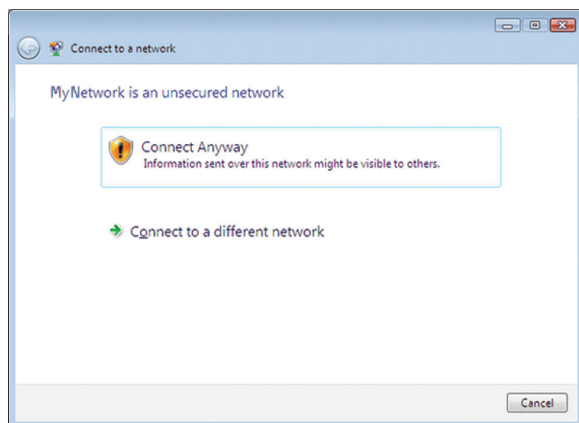 Connect to a network
MyNetwork is an unsecured network
Connect Anyway
Information sent over this network might be visible to others.
Connect to a different network
Cancel